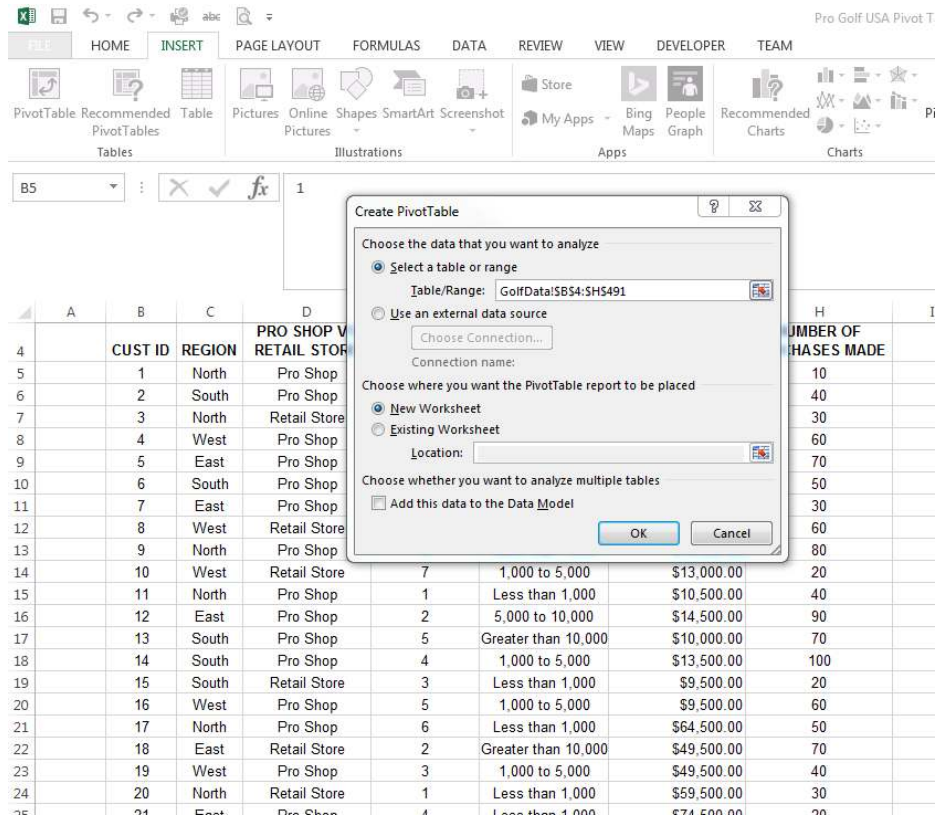 abc
Pro Golf USA Pivot T
FILE HOME INSERT PAGE LAYOUT FORMULAS DATA REVIEW VIEW DEVELOPER TEAM
PivotTable Recommended PivotTables Table
Pictures Online Pictures Shapes SmartArt Screenshot
Store
My Apps
Bing Maps People Graph
Recommended Charts
Tables Illustrations Apps Charts
B5 fx 1
Create PivotTable
Choose the data that you want to analyze
Select a table or range
Table/Range: GolfData!$B$4:$H$491
Use an external data source
Choose Connection...
Connection name:
Choose where you want the PivotTable report to be placed
New Worksheet
Existing Worksheet
Location:
Choose whether you want to analyze multiple tables
Add this data to the Data Model
OK Cancel
A B C D H I
4 CUST ID REGION PRO SHOP V RETAIL STOR UMBER OF HASES MADE
5 1 North Pro Shop 10
6 2 South Pro Shop 40
7 3 North Retail Store 30
8 4 West Pro Shop 60
9 5 East Pro Shop 70
10 6 South Pro Shop 50
11 7 East Pro Shop 30
12 8 West Retail Store 60
13 9 North Pro Shop 80
14 10 West Retail Store 7 1,000 to 5,000 $13,000.00 20
15 11 North Pro Shop 1 Less than 1,000 $10,500.00 40
16 12 East Pro Shop 2 5,000 to 10,000 $14,500.00 90
17 13 South Pro Shop 5 Greater than 10,000 $10,000.00 70
18 14 South Pro Shop 4 1,000 to 5,000 $13,500.00 100
19 15 South Retail Store 3 Less than 1,000 $9,500.00 20
20 16 West Pro Shop 5 1,000 to 5,000 $9,500.00 60
21 17 North Pro Shop 6 Less than 1,000 $64,500.00 50
22 18 East Retail Store 2 Greater than 10,000 $49,500.00 70
23 19 West Pro Shop 3 1,000 to 5,000 $49,500.00 40
24 20 North Retail Store 1 Less than 1,000 $59,500.00 30